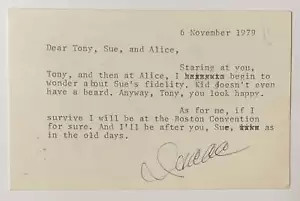 6 November 1979
Dear Tony, Sue, and Alice,
Staring at you,
Tony, and then at Alice, I begin to
wonder about Sue's fidelity. Kid doesn't even
have a beard. Anyway, Tony, you look happy.
As for me, if I
survive I will be at the Boston Convention
for sure. And I'll be after you, Sue, as
in the old days.